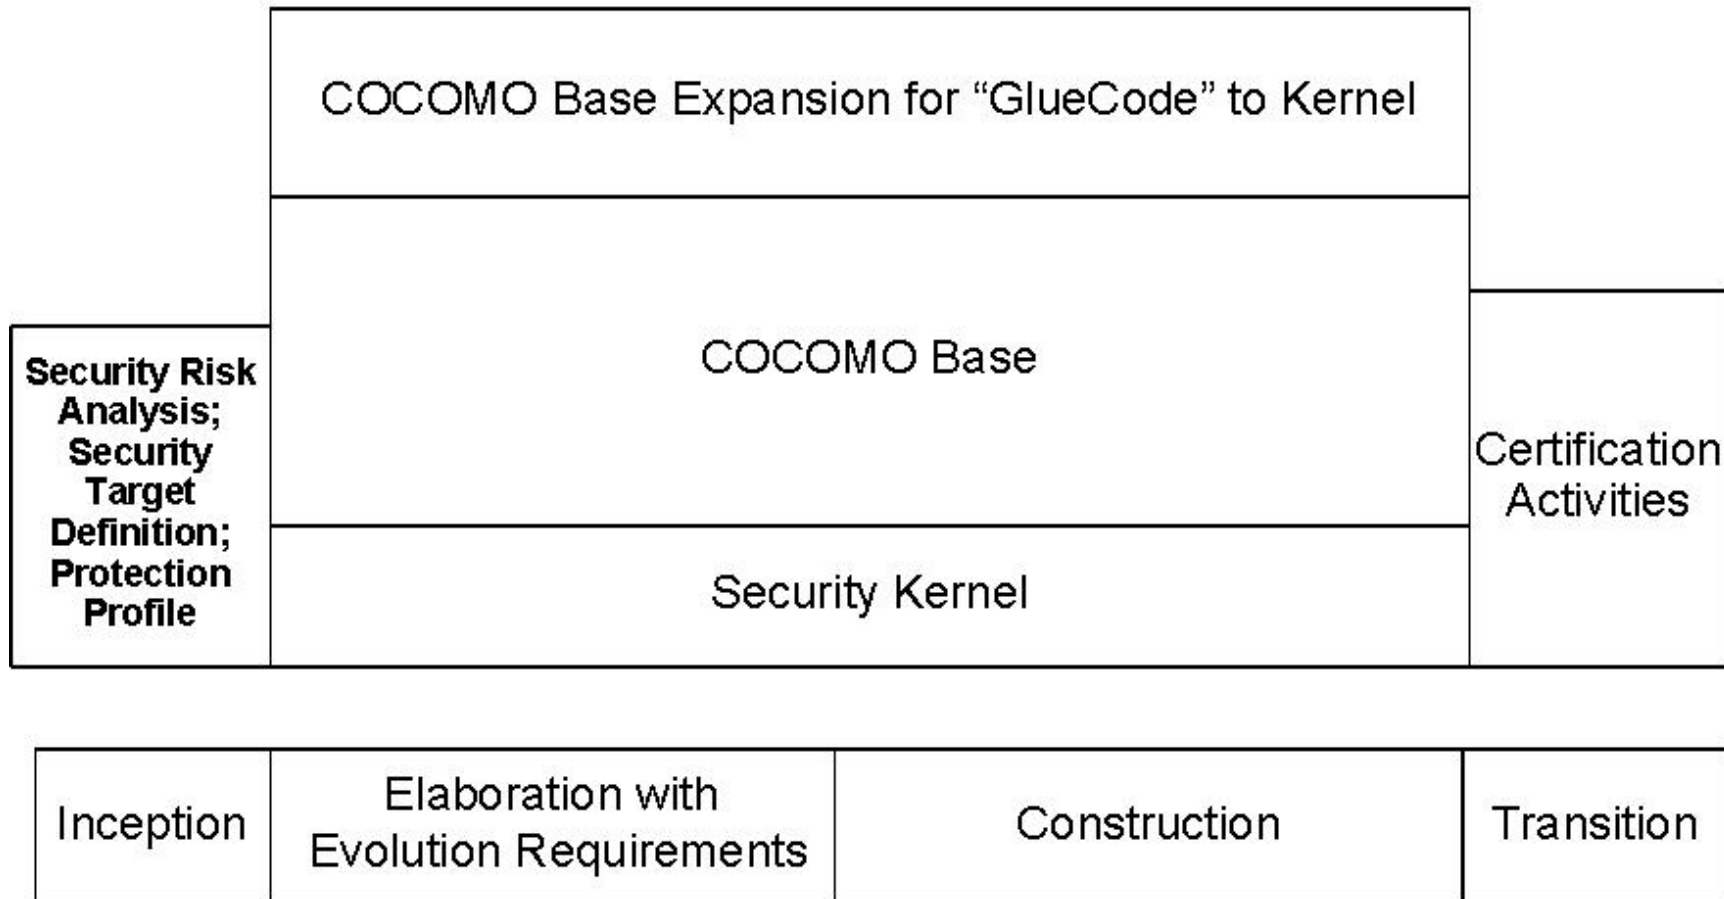 COCOMO Base Expansion for “GlueCode” to Kernel
COCOMO Base
Security Risk
Analysis;
Security
Target
Definition;
Protection
Profile
Certification
Activities
Security Kernel
Inception
Elaboration with
Evolution Requirements
Construction
Transition